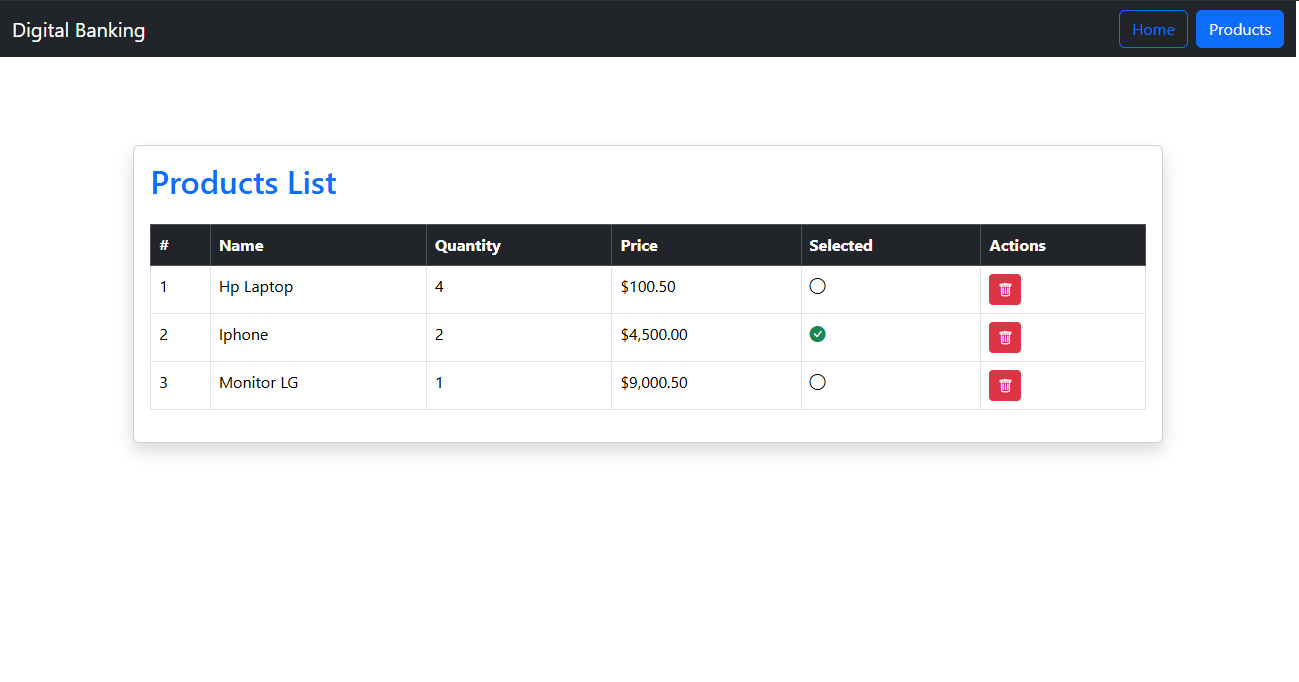 Digital Banking Home Products
Products List
# Name Quantity Price Selected Actions
1 Hp Laptop 4 $100.50
2 Iphone 2 $4,500.00
3 Monitor LG 1 $9,000.50